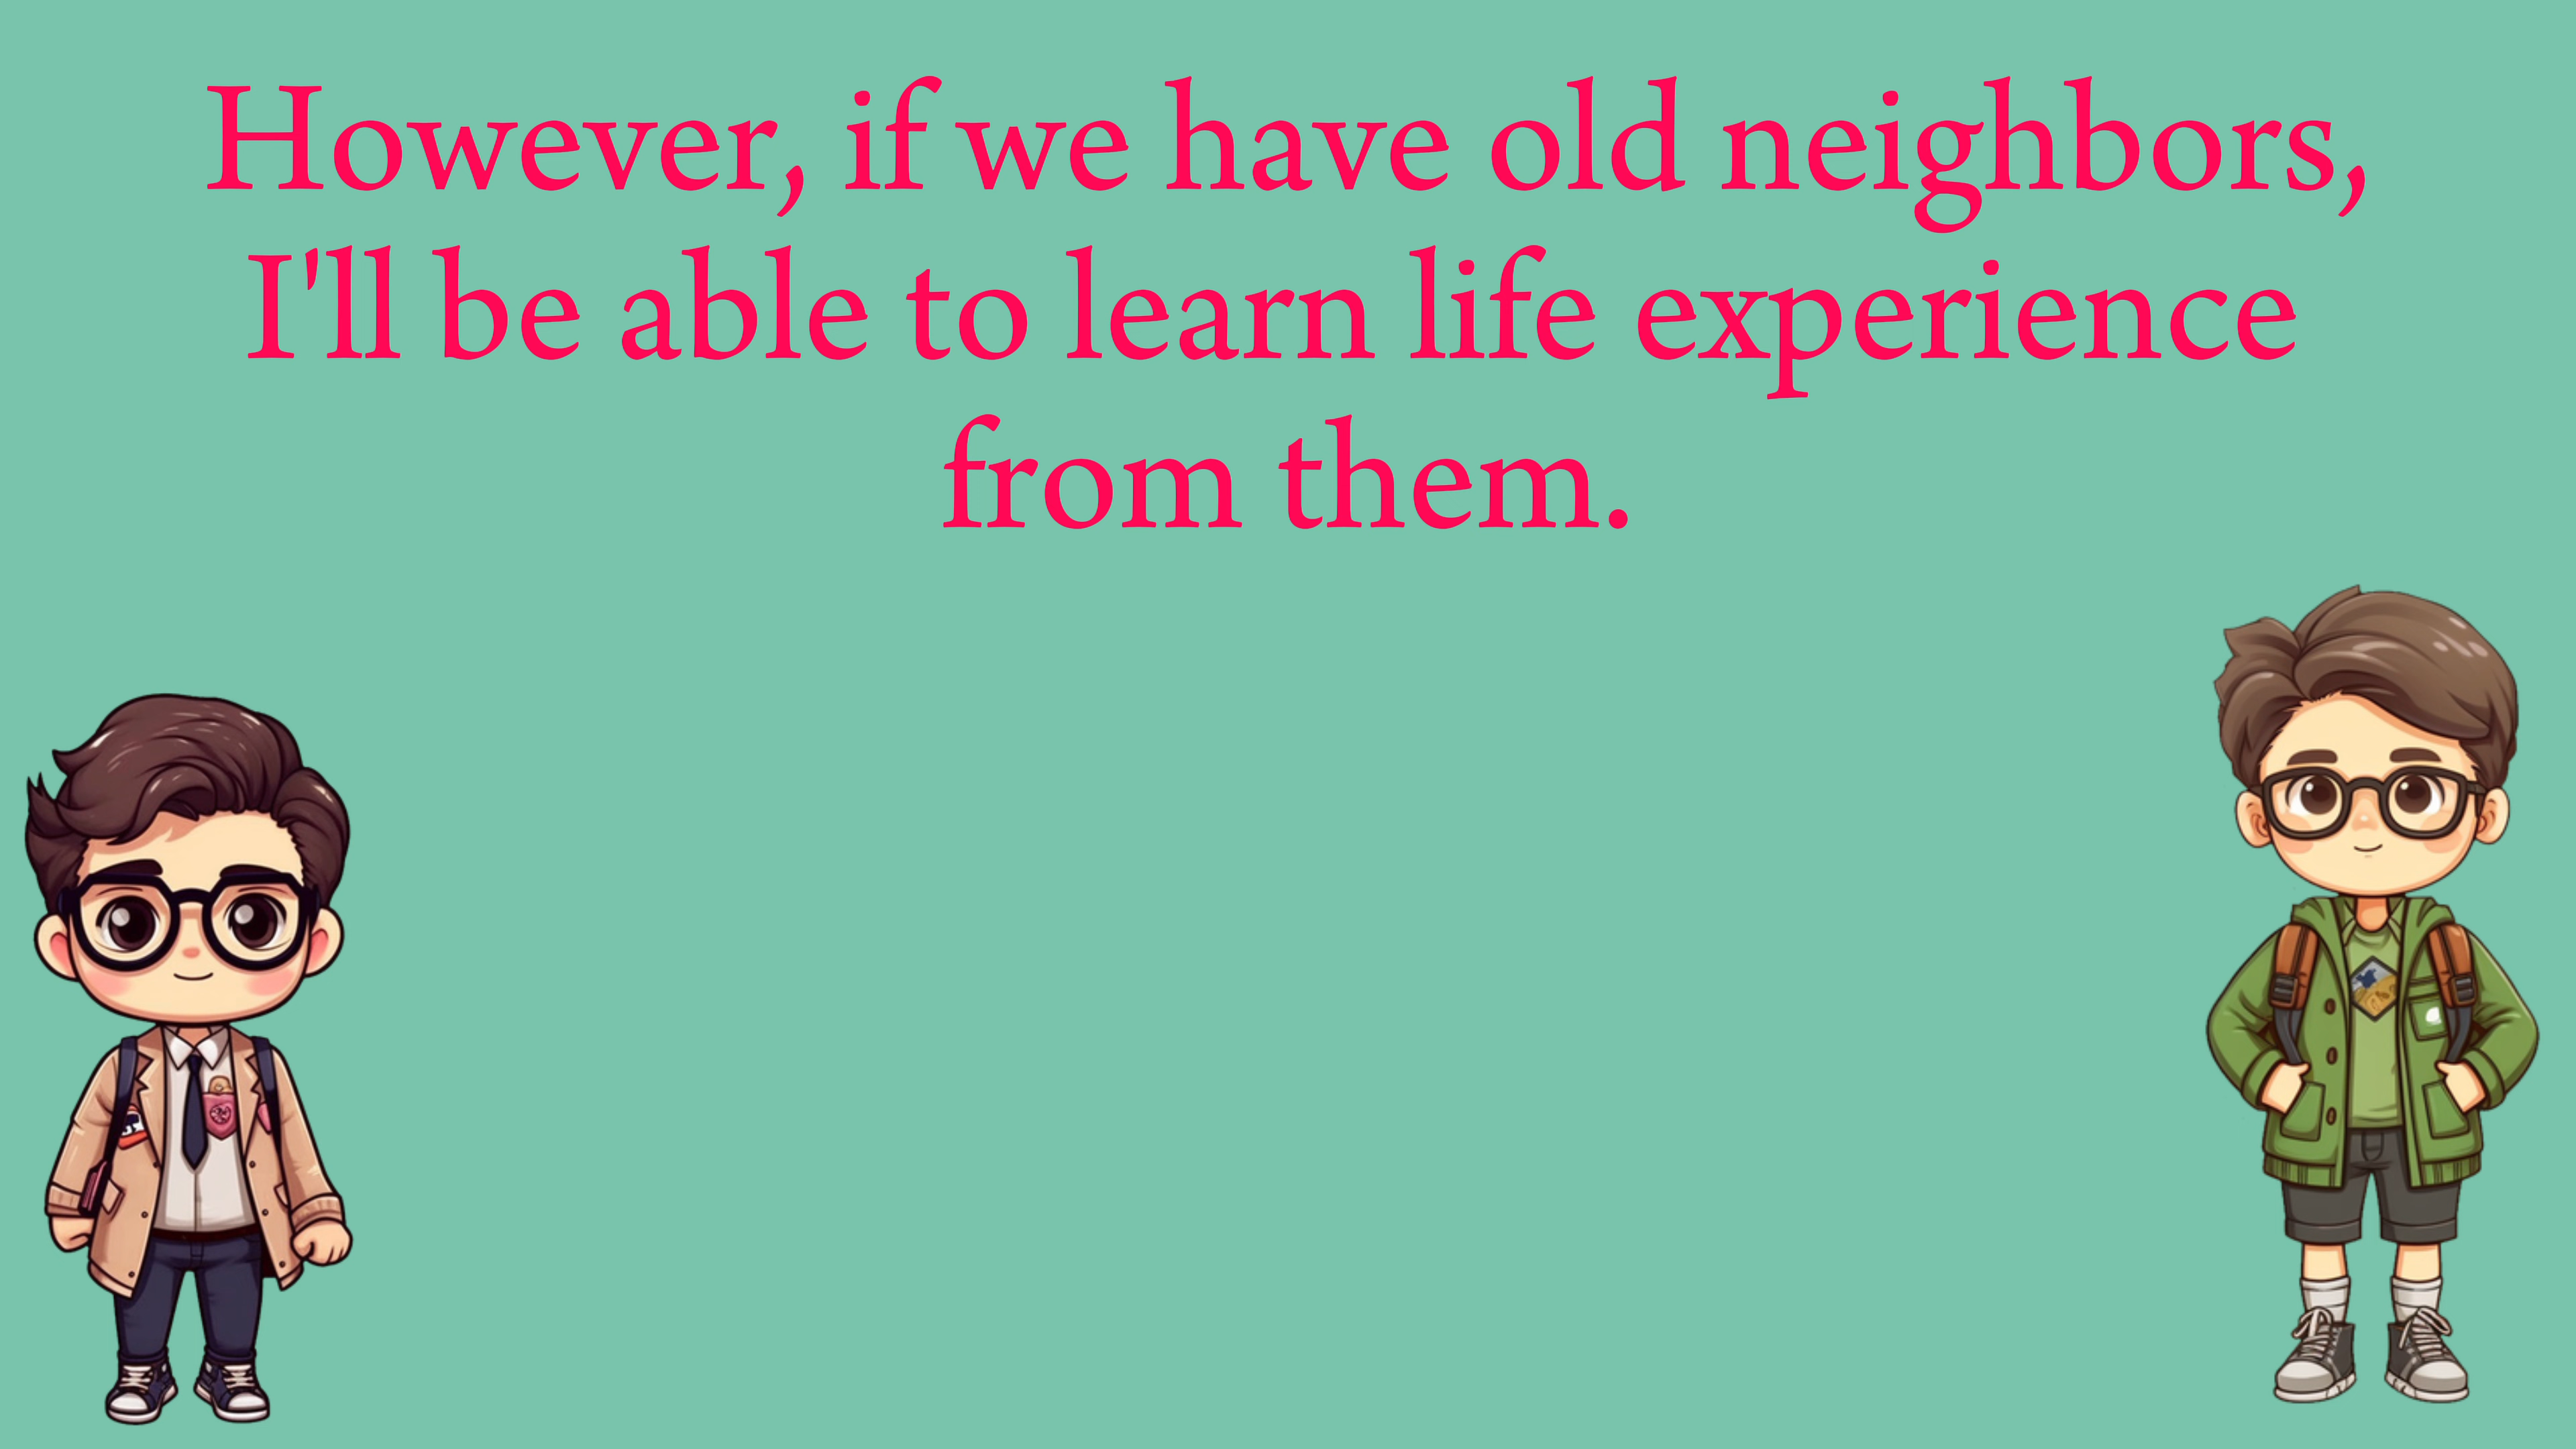 However, if we have old neighbors,
I'll be able to learn life experience
from them.